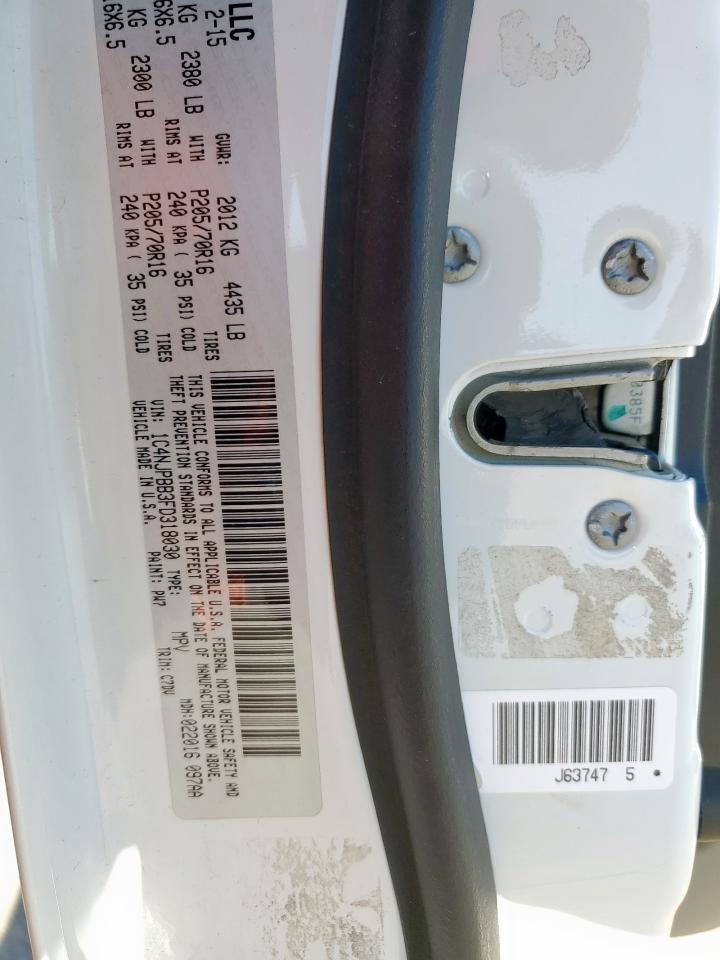 LLC
2-15 GVWR: 2012 KG 4435 LB
KG 2380 LB WITH P205/70R16 TIRES
6X6.5 RIMS AT 240 KPA ( 35 PSI) COLD
KG 2300 LB WITH P205/70R16 TIRES
16X6.5 RIMS AT 240 KPA ( 35 PSI) COLD
THIS VEHICLE CONFORMS TO ALL APPLICABLE U.S.A. FEDERAL MOTOR VEHICLE SAFETY AND
THEFT PREVENTION STANDARDS IN EFFECT ON THE DATE OF MANUFACTURE SHOWN ABOVE.
VIN: 1C4NJPBB3FD318030 TYPE: MPV MDH:022016 097AA
VEHICLE MADE IN U.S.A. PAINT: PW7 TRIM: C7DV
0385F
J63747 5